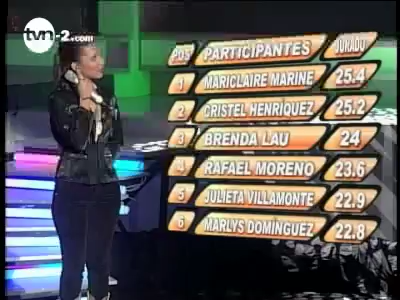 tvn-2.com
POS PARTICIPANTES JURADO
1 MARICLAIRE MARINE 25.4
2 CRISTEL HENRIQUEZ 25.2
3 BRENDA LAU 24
4 RAFAEL MORENO 23.6
5 JULIETA VILLAMONTE 22.9
6 MARLYS DOMINGUEZ 22.8